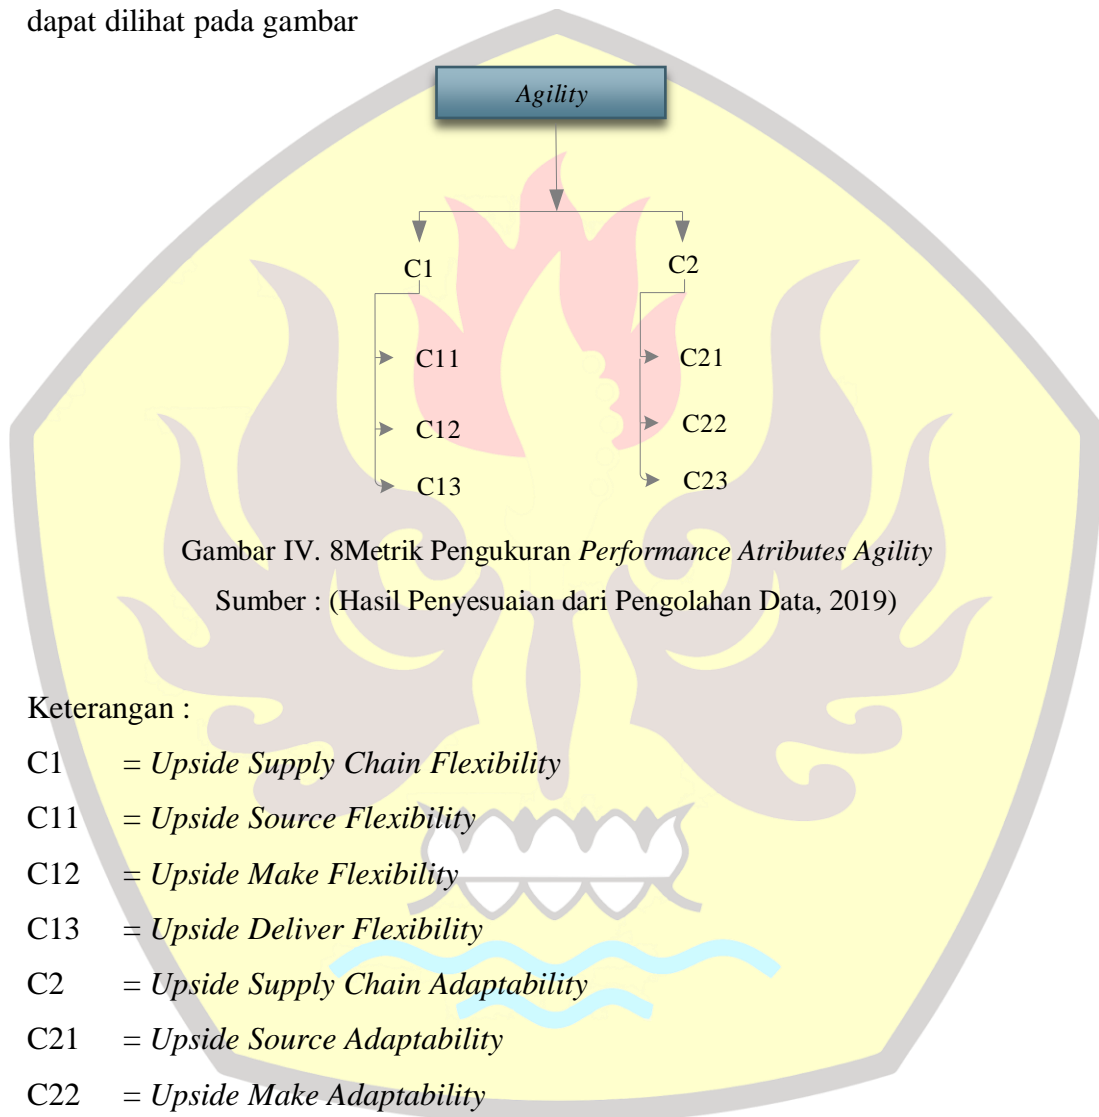 dapat dilihat pada gambar
Agility
C1 C2
C11 C21
C12 C22
C13 C23
Gambar IV. 8Metrik Pengukuran Performance Atributes Agility
Sumber : (Hasil Penyesuaian dari Pengolahan Data, 2019)
Keterangan :
C1 = Upside Supply Chain Flexibility
C11 = Upside Source Flexibility
C12 = Upside Make Flexibility
C13 = Upside Deliver Flexibility
C2 = Upside Supply Chain Adaptability
C21 = Upside Source Adaptability
C22 = Upside Make Adaptability